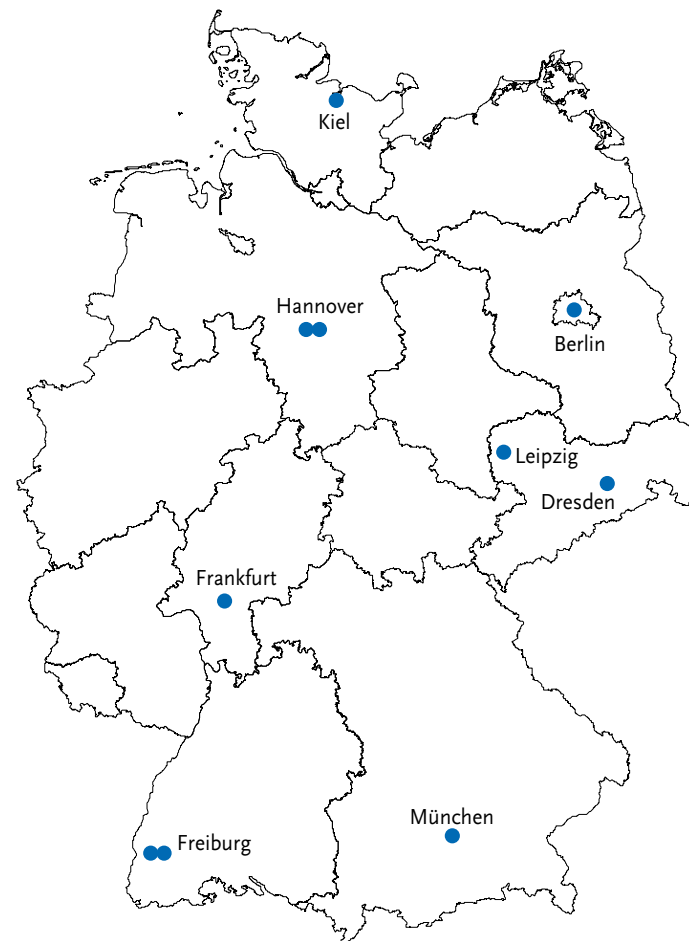 Kiel
Hannover
Berlin
Leipzig
Dresden
Frankfurt
München
Freiburg